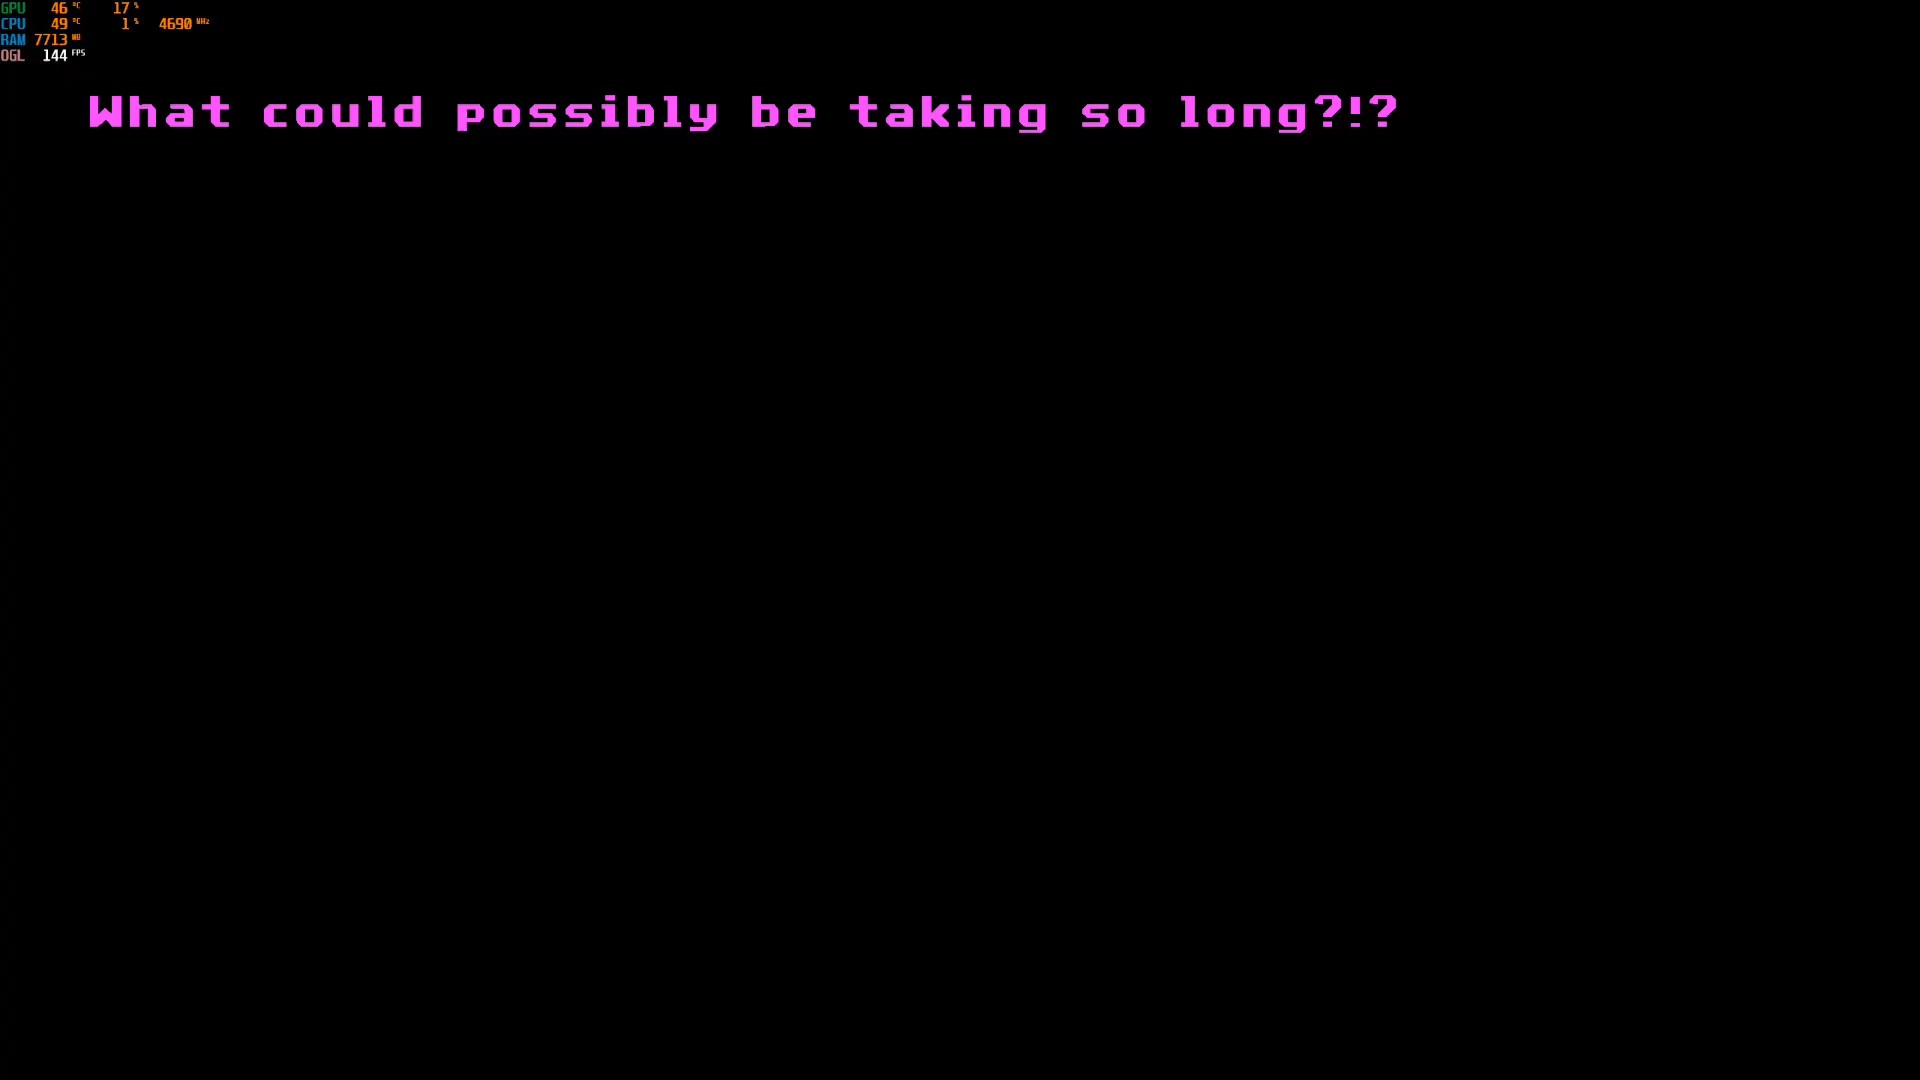 GPU 46 °C 17 %
CPU 49 °C 1 % 4690 MHz
RAM 7713 MB
OGL 144 FPS
What could possibly be taking so long?!?